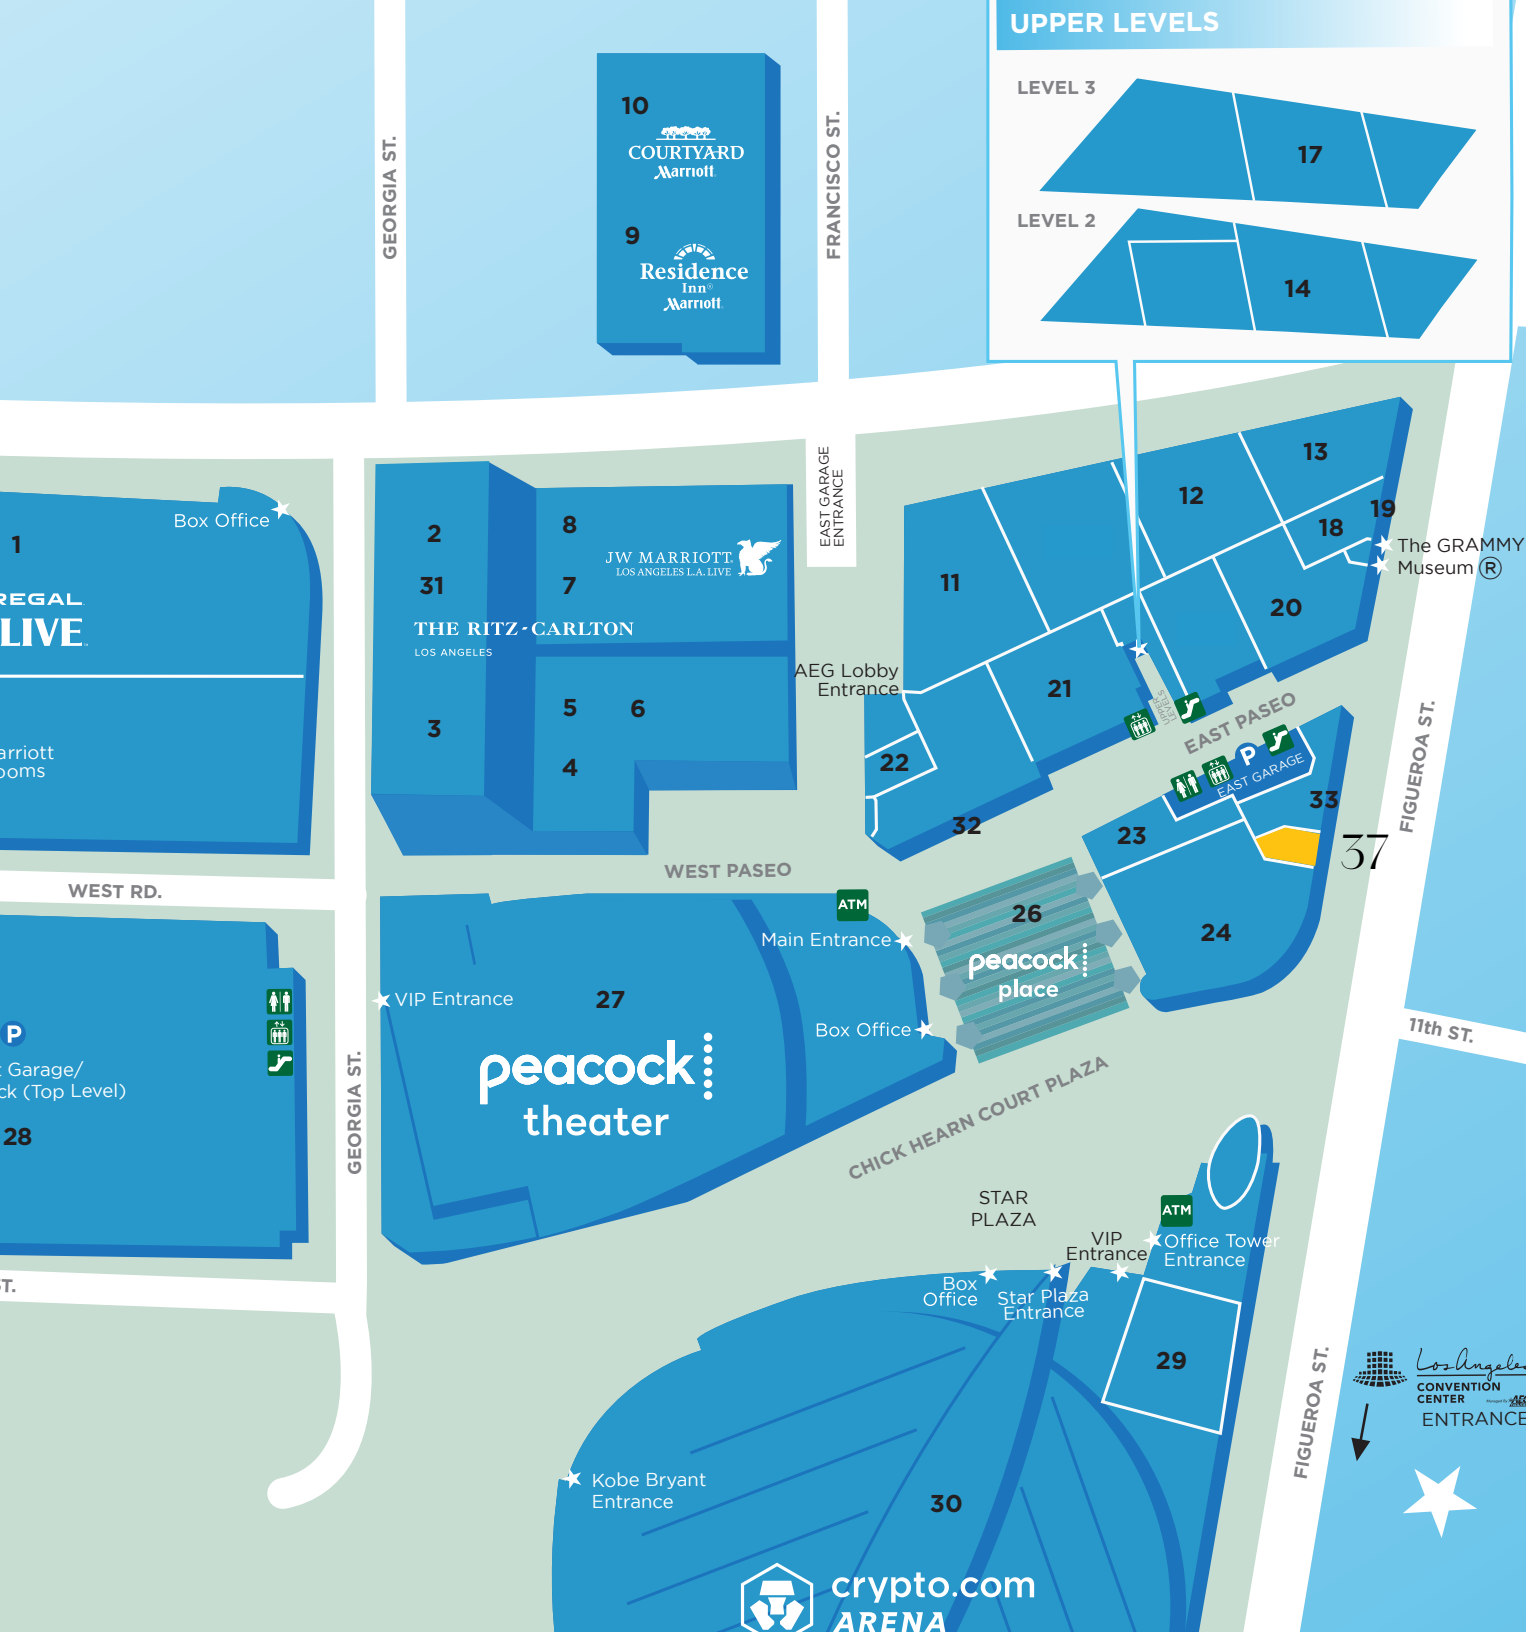 UPPER LEVELS
LEVEL 3
17
LEVEL 2
14
GEORGIA ST.
FRANCISCO ST.
10
COURTYARD
Marriott
9
Residence
Inn®
Marriott
EAST GARAGE
ENTRANCE
Box Office
1
REGAL
LIVE
arriott
ooms
2
31
THE RITZ-CARLTON
LOS ANGELES
3
8
JW MARRIOTT
LOS ANGELES L.A. LIVE
7
5
6
4
11
12
13
18
19
The GRAMMY
Museum ®
20
AEG Lobby
Entrance
21
22
32
UPPER
LEVELS
EAST PASEO
P
EAST GARAGE
33
23
37
24
FIGUEROA ST.
WEST PASEO
WEST RD.
ATM
Main Entrance
26
peacock
place
VIP Entrance
27
Box Office
peacock
theater
11th ST.
P
t Garage/
ck (Top Level)
28
GEORGIA ST.
CHICK HEARN COURT PLAZA
STAR
PLAZA
ATM
VIP
Entrance
Office Tower
Entrance
Box
Office
Star Plaza
Entrance
ST.
29
FIGUEROA ST.
Los Angeles
CONVENTION
CENTER
ENTRANCE
Kobe Bryant
Entrance
30
crypto.com
ARENA